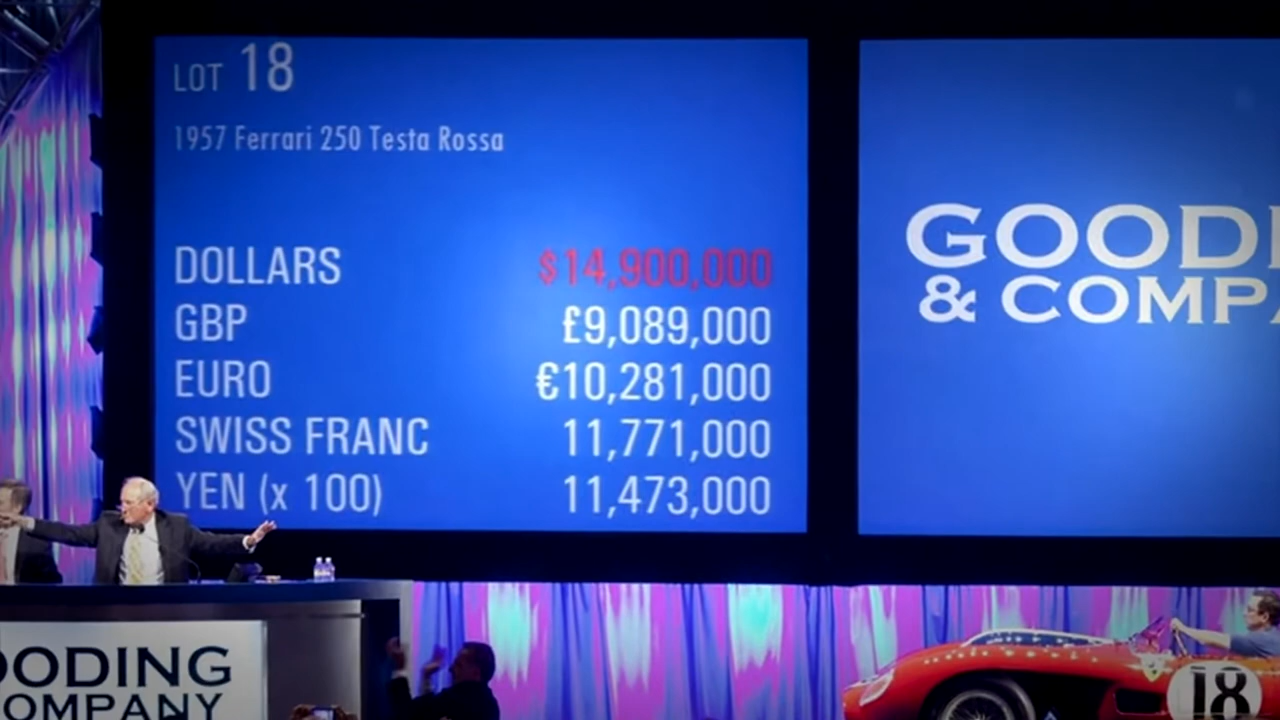 LOT 18
1957 Ferrari 250 Testa Rossa
DOLLARS $14,900,000
GBP £9,089,000
EURO €10,281,000
SWISS FRANC 11,771,000
YEN (x 100) 11,473,000
GOODI
& COMPA
OODING
OMPANY
18